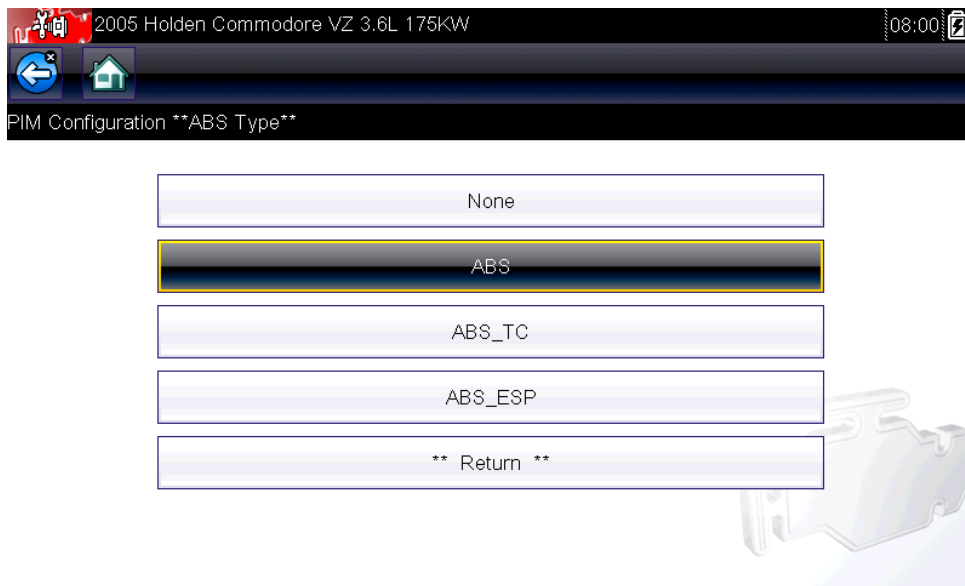 2005 Holden Commodore VZ 3.6L 175KW
08:00
PIM Configuration **ABS Type**
None
ABS
ABS_TC
ABS_ESP
** Return **